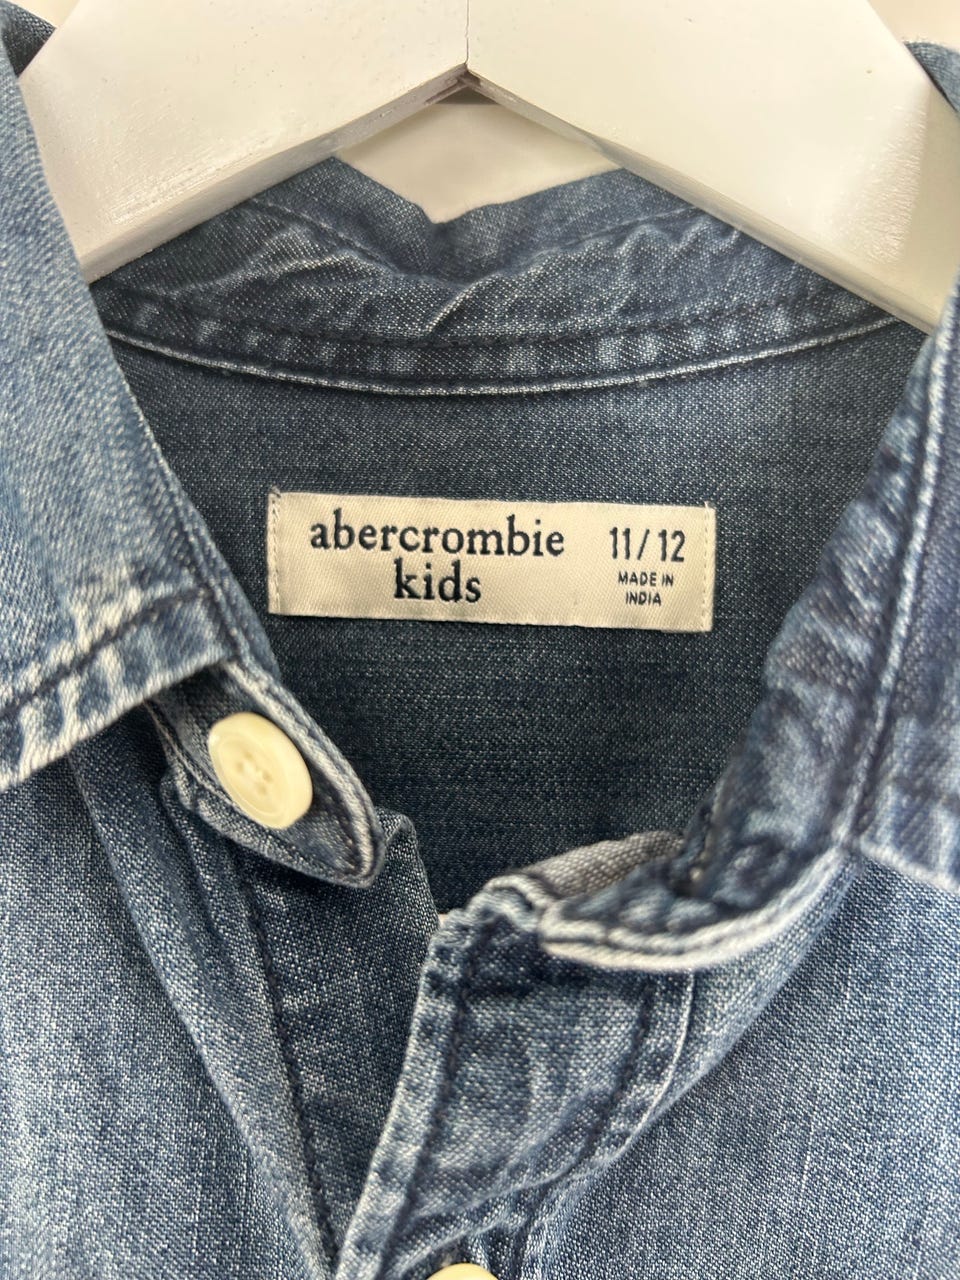 abercrombie
kids
11/12
MADE IN
INDIA